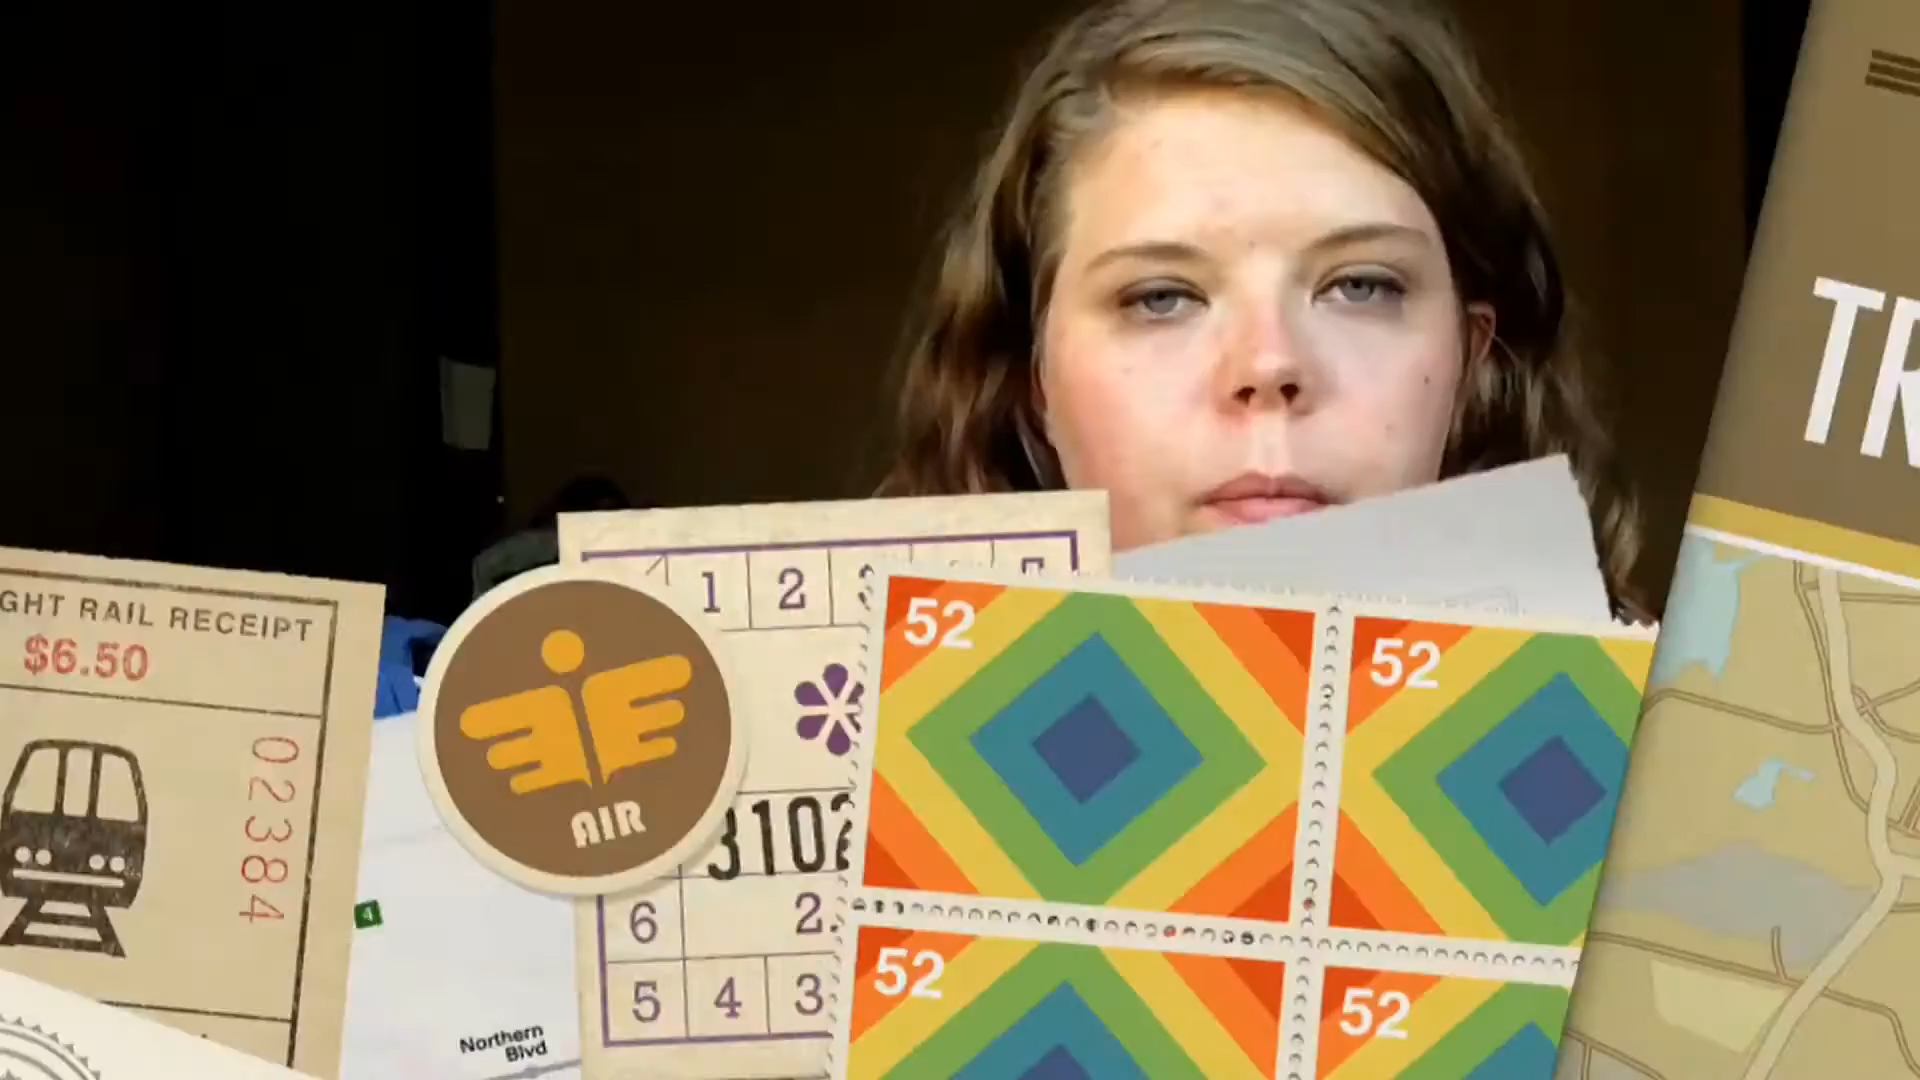 GHT RAIL RECEIPT
$6.50
02384
4
Northern
Blvd
AIR
1 2
3102
6 2
5 4 3
52
52
52
52
TR